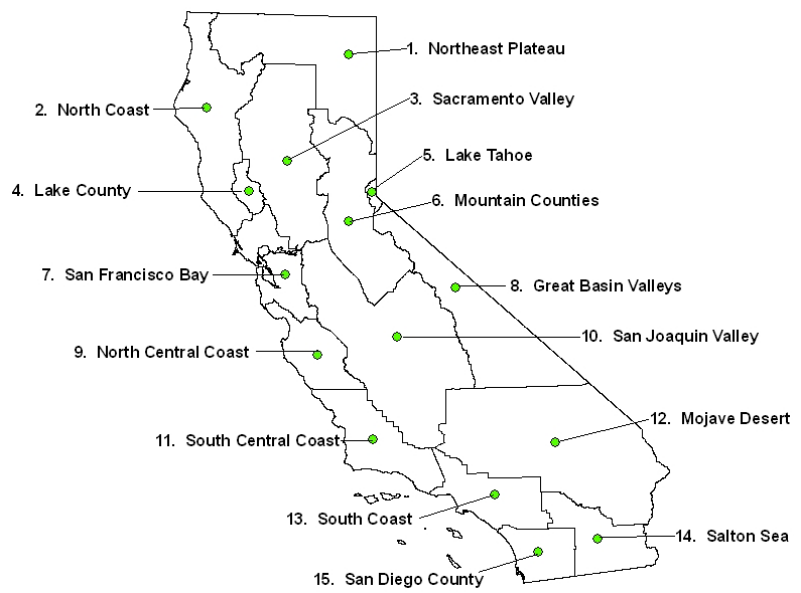 1. Northeast Plateau
2. North Coast
3. Sacramento Valley
4. Lake County
5. Lake Tahoe
6. Mountain Counties
7. San Francisco Bay
8. Great Basin Valleys
9. North Central Coast
10. San Joaquin Valley
11. South Central Coast
12. Mojave Desert
13. South Coast
14. Salton Sea
15. San Diego County